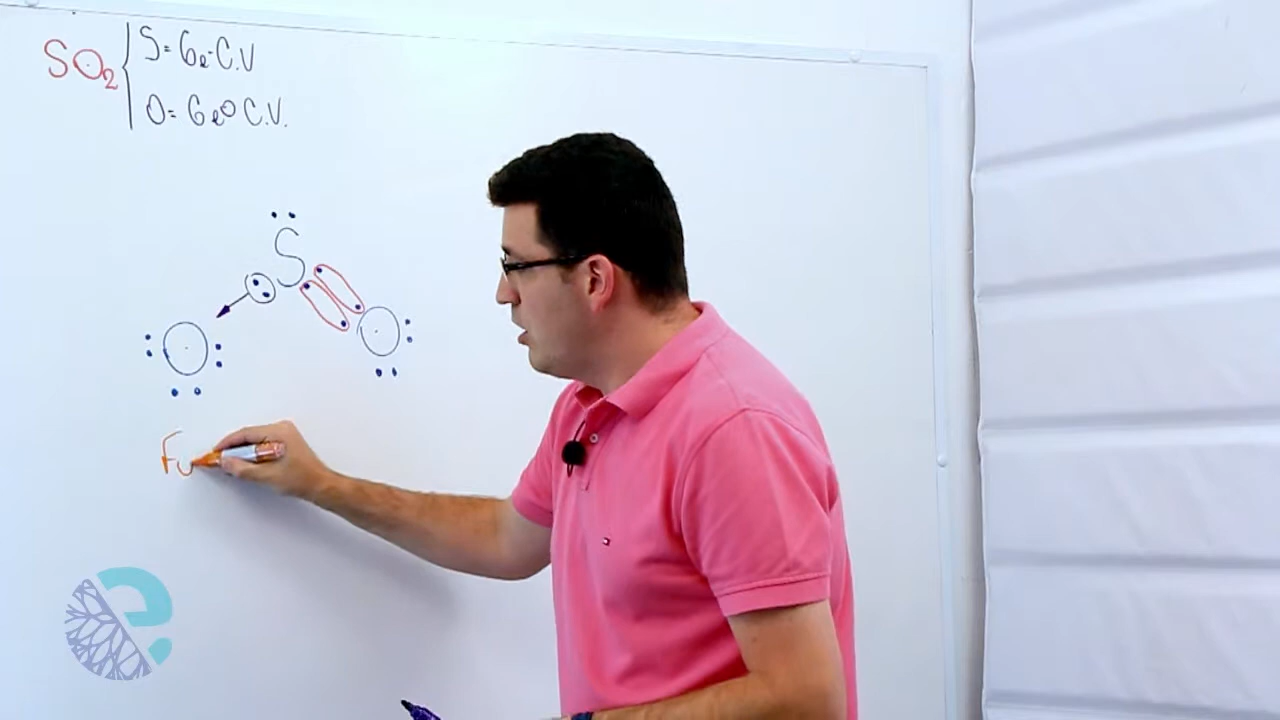 SO₂ { S = 6e⁻ C.V
O = 6e⁻ C.V.
S
O O
Fu